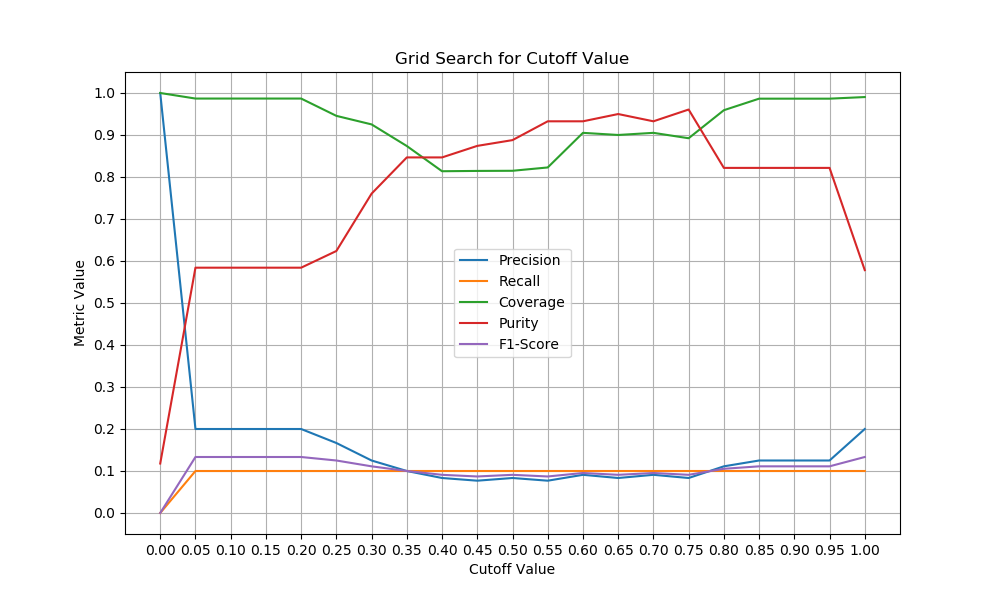 Grid Search for Cutoff Value
1.0
0.9
0.8
0.7
0.6
0.5
0.4
0.3
0.2
0.1
0.0
Metric Value
Precision
Recall
Coverage
Purity
F1-Score
0.00 0.05 0.10 0.15 0.20 0.25 0.30 0.35 0.40 0.45 0.50 0.55 0.60 0.65 0.70 0.75 0.80 0.85 0.90 0.95 1.00
Cutoff Value